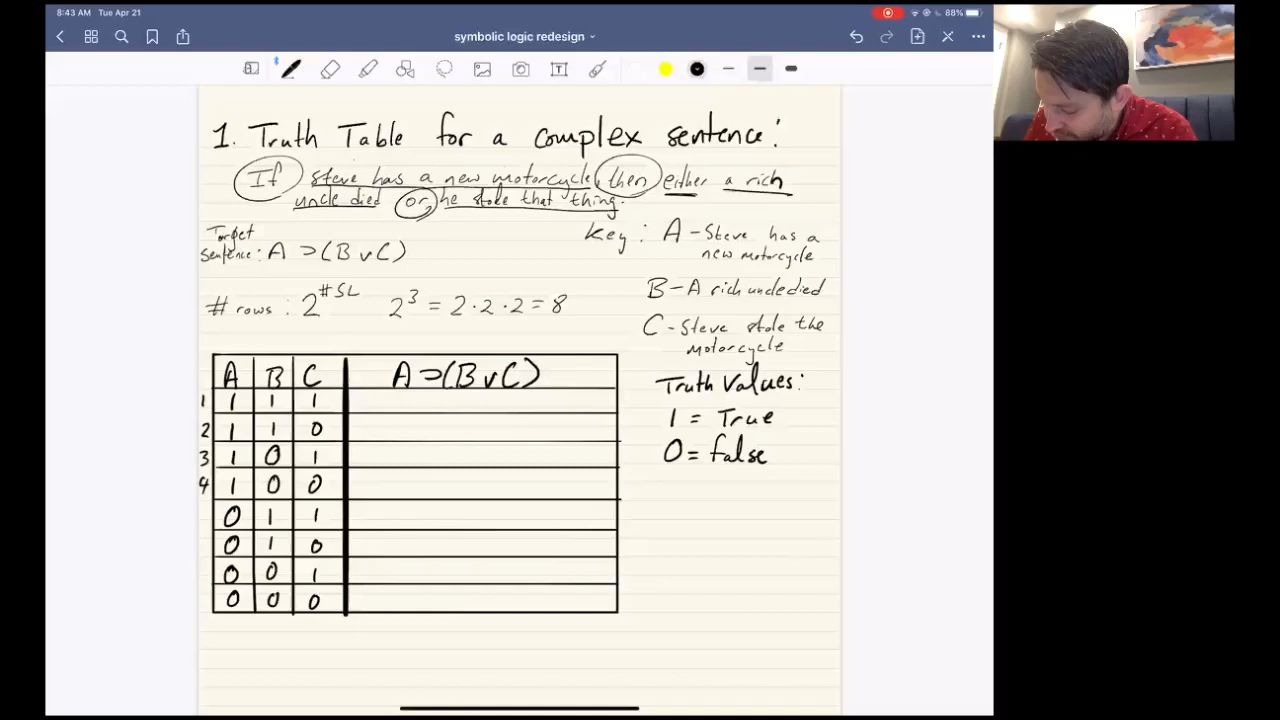 8:43 AM Tue Apr 21
88%
symbolic logic redesign
1. Truth Table for a complex sentence:
If Steve has a new motorcycle, then either a rich
uncle died or he stole that thing.
Target
sentence: A ⊃ (B v C)
Key: A - Steve has a
new motorcycle
B - A rich uncle died
C - Steve stole the
motorcycle
# rows: 2^#SL 2^3 = 2 · 2 · 2 = 8
Truth Values:
1 = True
0 = false
A B C A ⊃ (B v C)
1 1 1 1
2 1 1 0
3 1 0 1
4 1 0 0
0 1 1
0 1 0
0 0 1
0 0 0